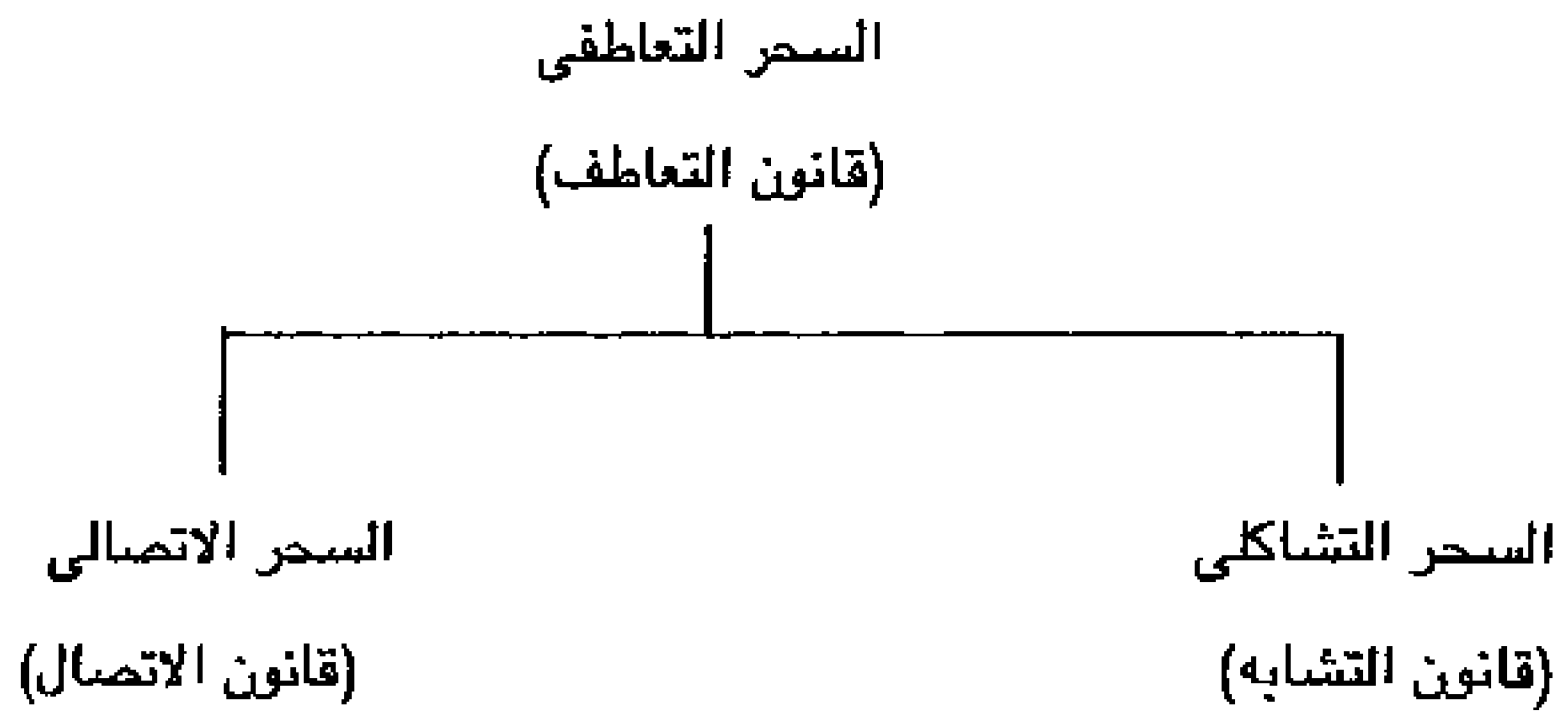 السحر التعاطفى
(قانون التعاطف)
السحر التشاكلى
(قانون التشابه)
السحر الاتصالى
(قانون الاتصال)